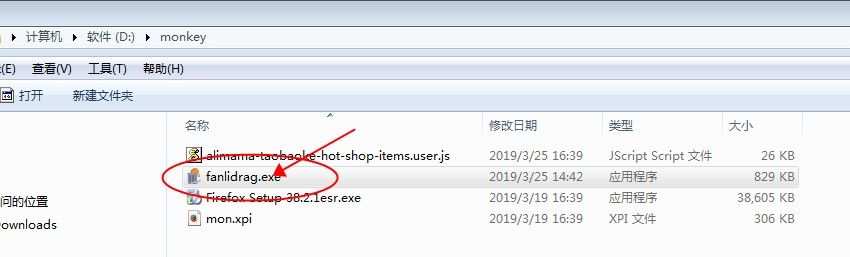 计算机 ▸ 软件 (D:) ▸ monkey
(E) 查看(V) 工具(T) 帮助(H)
打开 新建文件夹
名称 修改日期 类型 大小
alimama-taobaoke-hot-shop-items.user.js 2019/3/25 16:39 JScript Script 文件 26 KB
fanlidrag.exe 2019/3/25 14:42 应用程序 829 KB
Firefox Setup 38.2.1esr.exe 2019/3/19 16:39 应用程序 38,605 KB
问的位置
mon.xpi 2019/3/19 16:39 XPI 文件 306 KB
ownloads